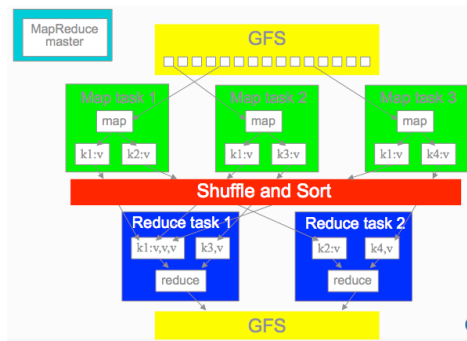 MapReduce
master
GFS
Map task 1
Map task 2
Map task 3
map
map
map
k1:v
k2:v
k1:v
k3:v
k1:v
k4:v
Shuffle and Sort
Reduce task 1
Reduce task 2
k1:v,v,v
k3,v
k2:v
k4,v
reduce
reduce
GFS